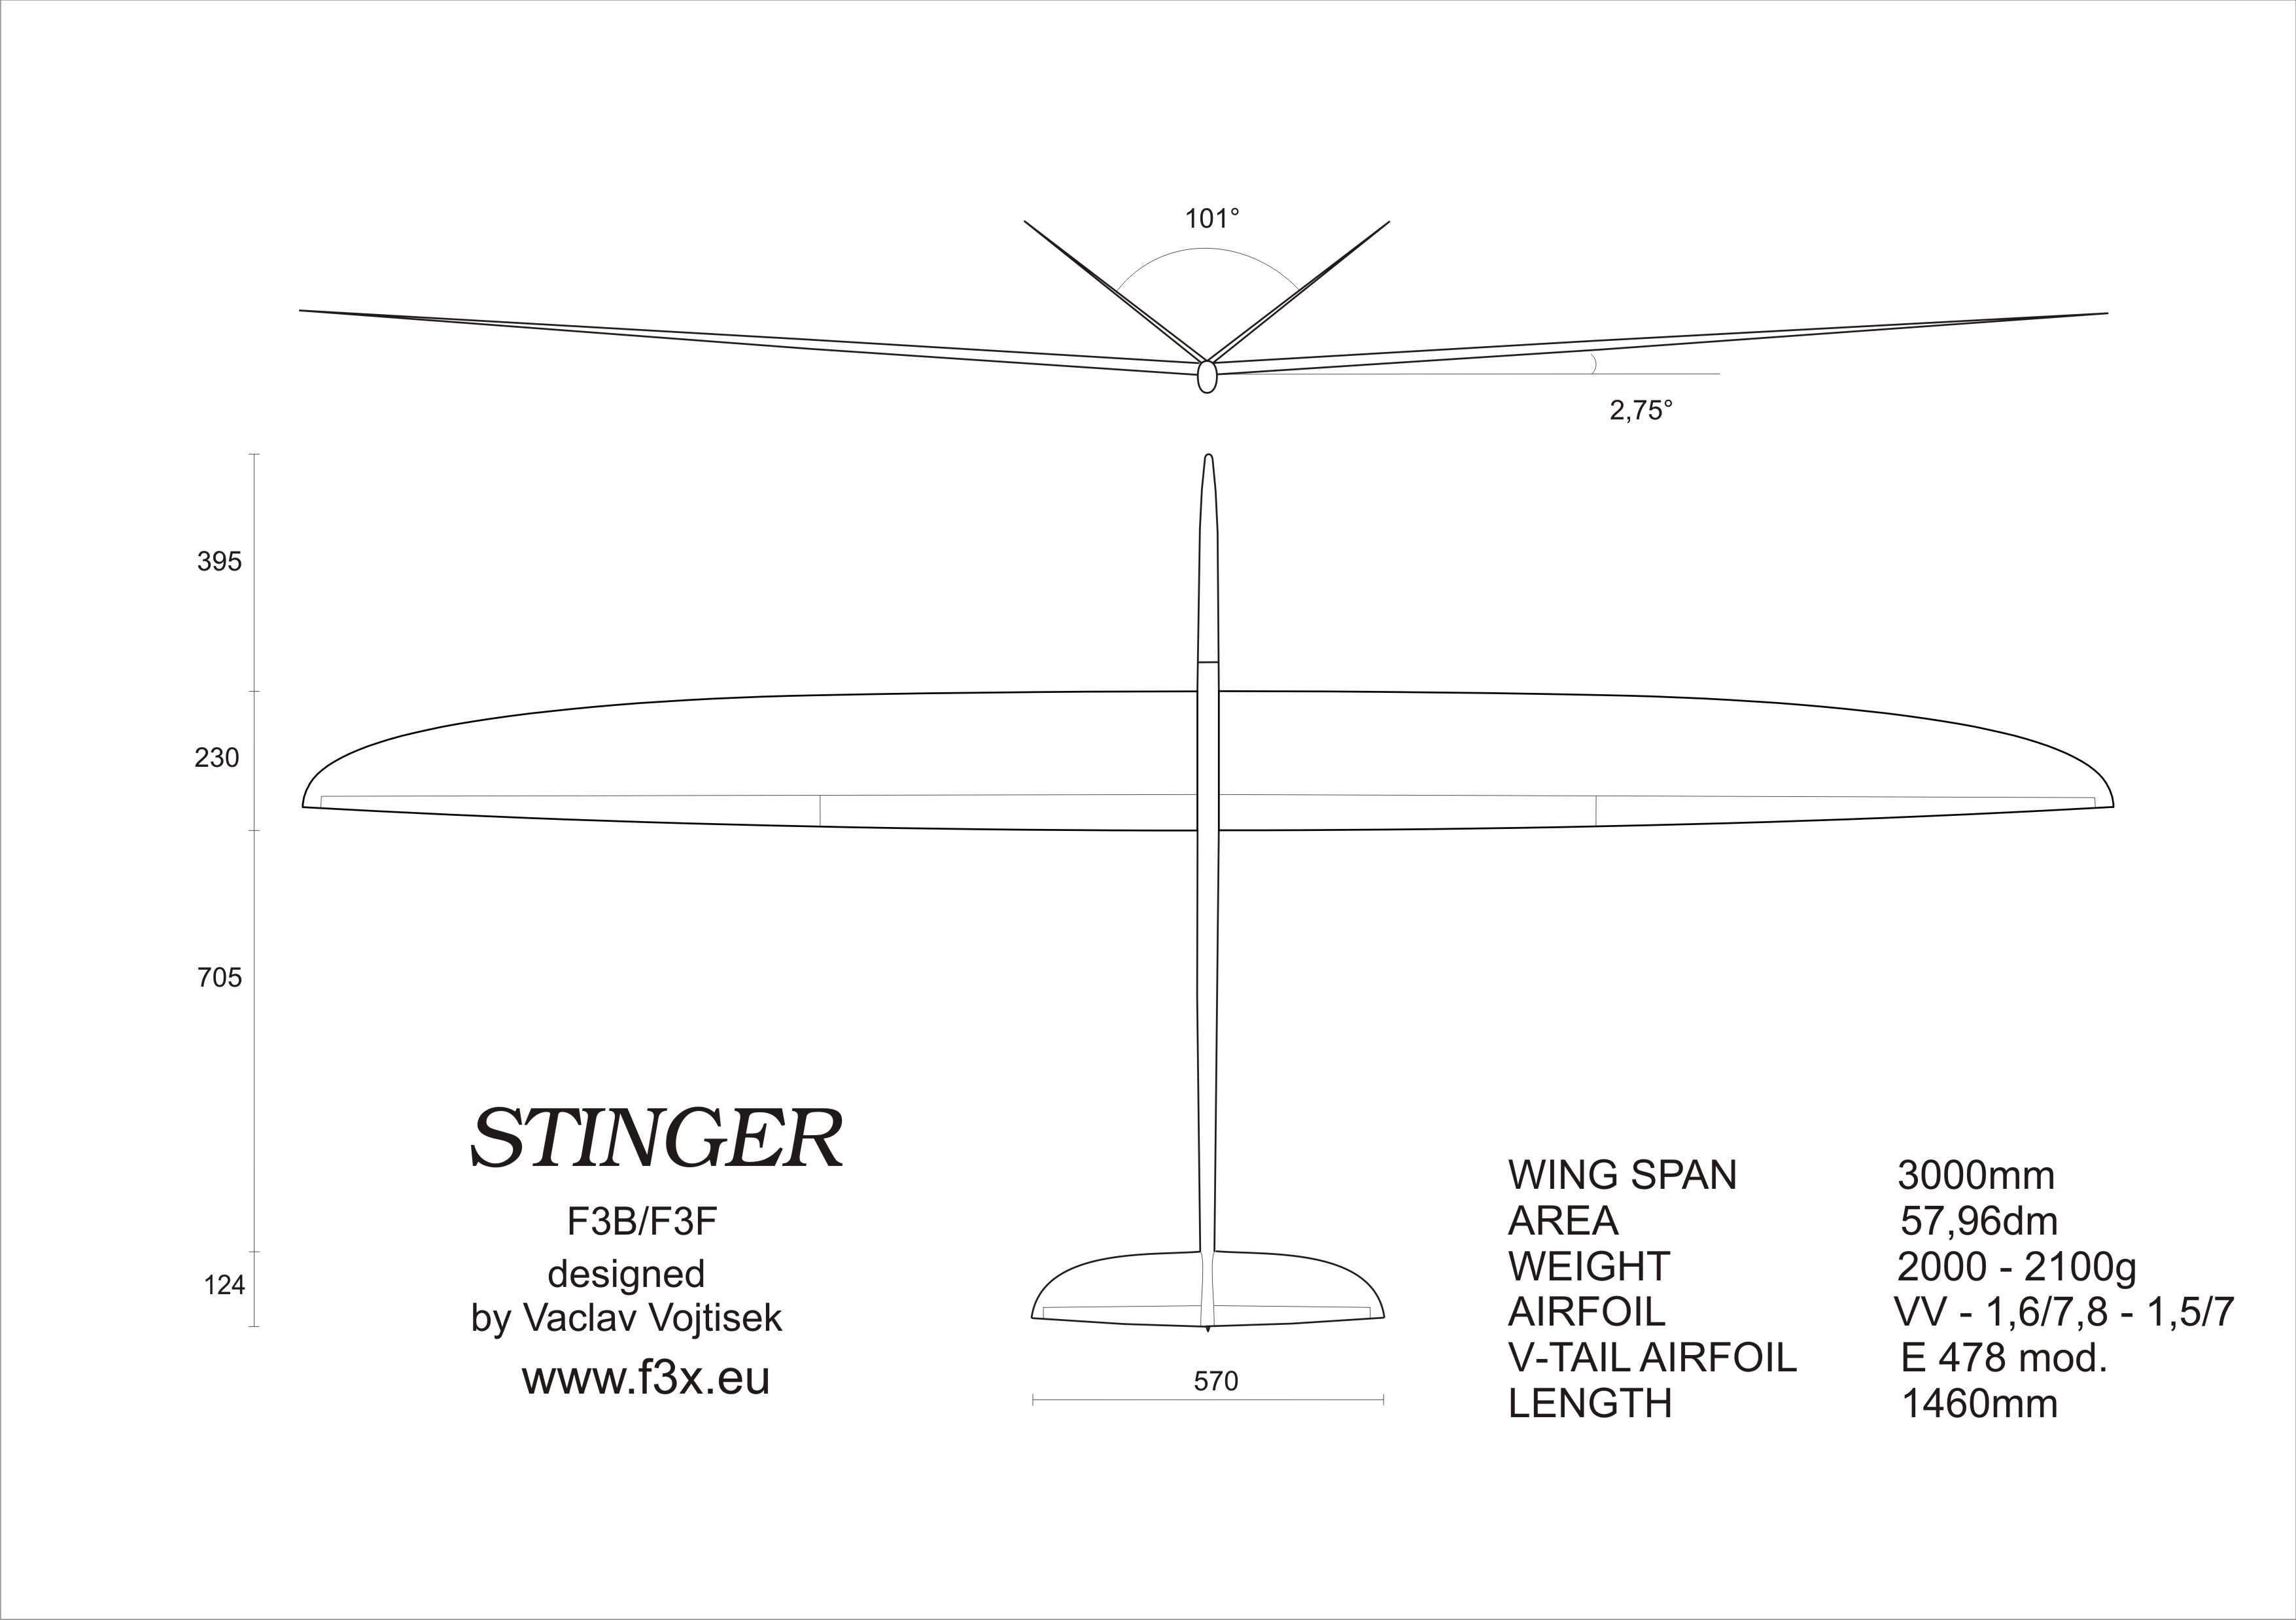 101°
2,75°
395
230
705
124
STINGER
F3B/F3F
designed
by Vaclav Vojtisek
www.f3x.eu
570
WING SPAN 3000mm
AREA 57,96dm
WEIGHT 2000 - 2100g
AIRFOIL VV - 1,6/7,8 - 1,5/7
V-TAIL AIRFOIL E 478 mod.
LENGTH 1460mm